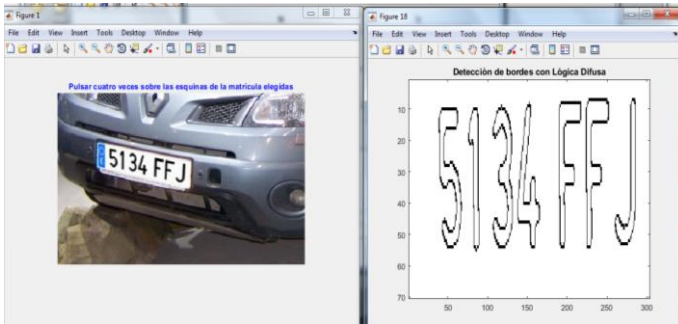 Figure 1
File Edit View Insert Tools Desktop Window Help
Pulsar cuatro veces sobre las esquinas de la matrícula elegidas
5134 FFJ
Figure 18
File Edit View Insert Tools Desktop Window Help
Detección de bordes con Lógica Difusa
10
20
30
40
50
60
70
5134 FFJ
50 100 150 200 250 300